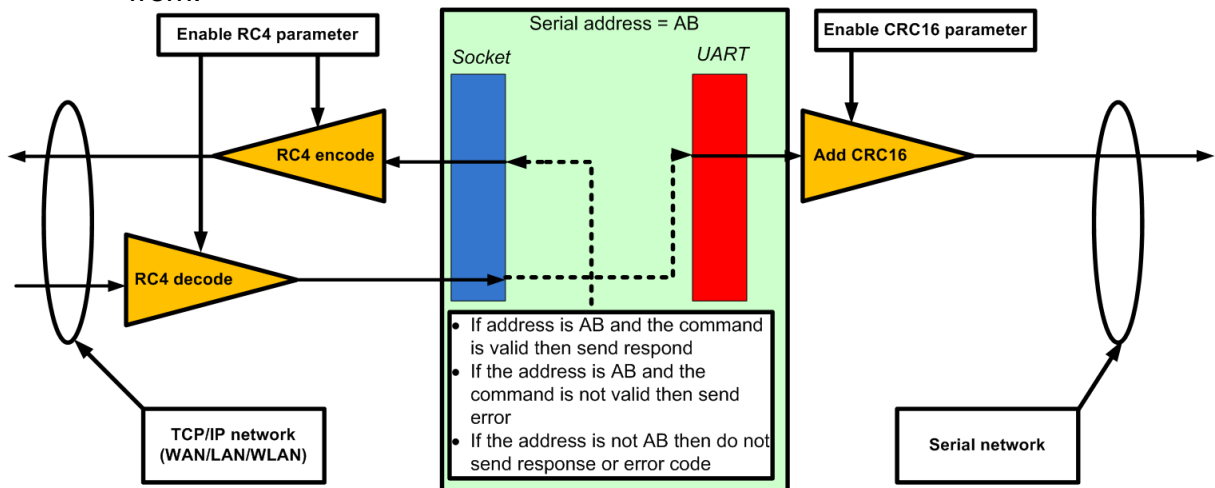 Enable RC4 parameter
Serial address = AB
Enable CRC16 parameter
Socket
UART
RC4 encode
Add CRC16
RC4 decode
• If address is AB and the command
is valid then send respond
• If the address is AB and the
command is not valid then send
error
• If the address is not AB then do not
send response or error code
TCP/IP network
(WAN/LAN/WLAN)
Serial network